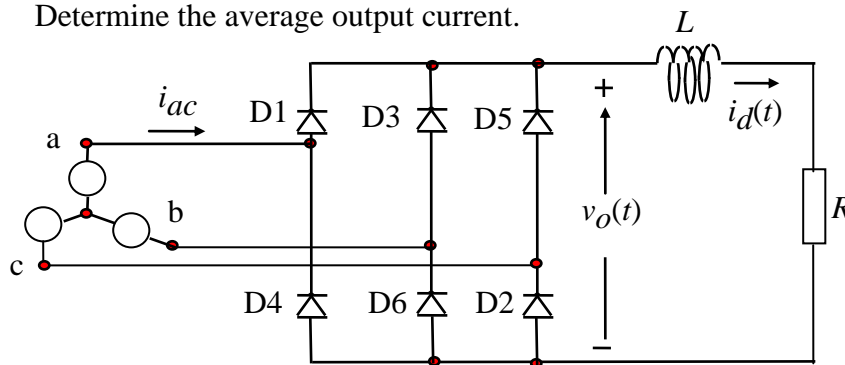 Determine the average output current.
L
i_ac
D1
D3
D5
+
i_d(t)
a
b
v_o(t)
R
c
D4
D6
D2
−